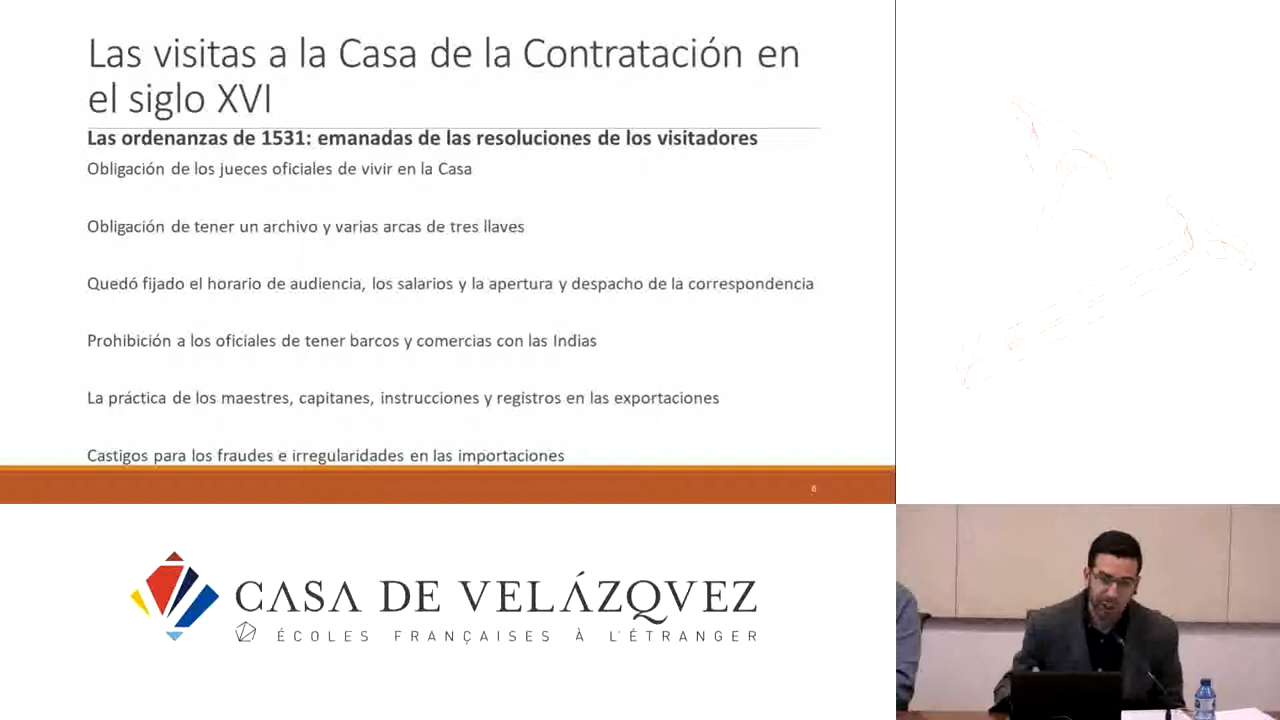 Las visitas a la Casa de la Contratación en
el siglo XVI
Las ordenanzas de 1531: emanadas de las resoluciones de los visitadores
Obligación de los jueces oficiales de vivir en la Casa
Obligación de tener un archivo y varias arcas de tres llaves
Quedó fijado el horario de audiencia, los salarios y la apertura y despacho de la correspondencia
Prohibición a los oficiales de tener barcos y comercias con las Indias
La práctica de los maestres, capitanes, instrucciones y registros en las exportaciones
Castigos para los fraudes e irregularidades en las importaciones
6
CASA DE VELÁZQVEZ
ÉCOLES FRANÇAISES À L'ÉTRANGER